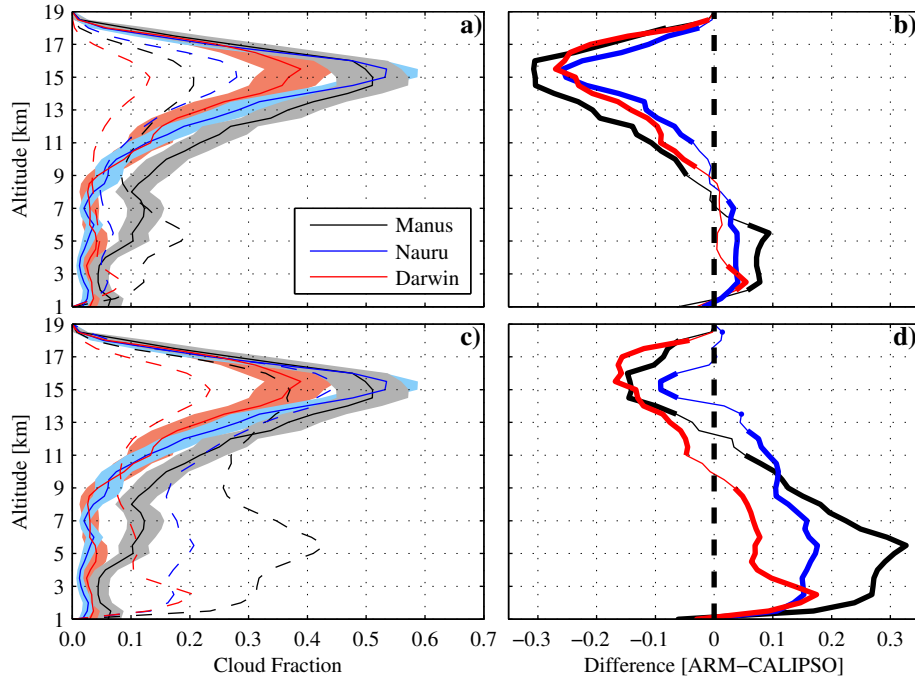 a)
b)
19
17
15
13
11
9
7
5
3
1
Altitude [km]
Manus
Nauru
Darwin
c)
d)
19
17
15
13
11
9
7
5
3
1
Altitude [km]
0.0 0.1 0.2 0.3 0.4 0.5 0.6 0.7
−0.3 −0.2 −0.1 0 0.1 0.2 0.3
Cloud Fraction
Difference [ARM−CALIPSO]